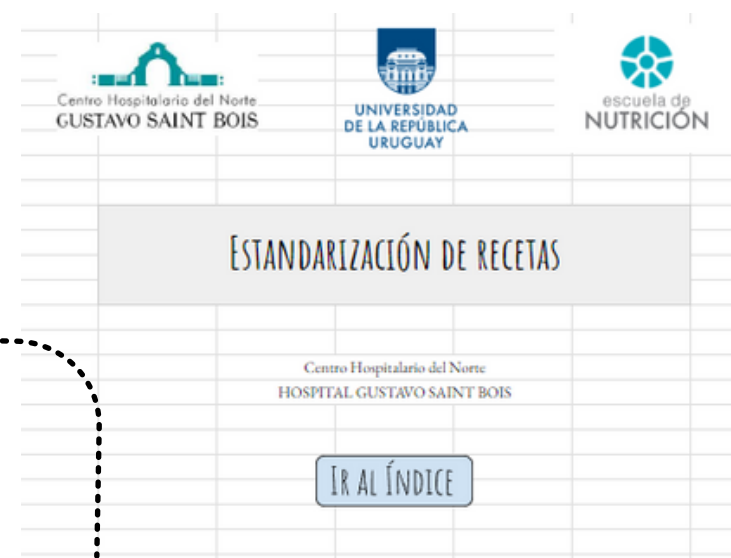 Centro Hospitalario del Norte
GUSTAVO SAINT BOIS
UNIVERSIDAD
DE LA REPÚBLICA
URUGUAY
escuela de
NUTRICIÓN
ESTANDARIZACIÓN DE RECETAS
Centro Hospitalario del Norte
HOSPITAL GUSTAVO SAINT BOIS
IR AL ÍNDICE